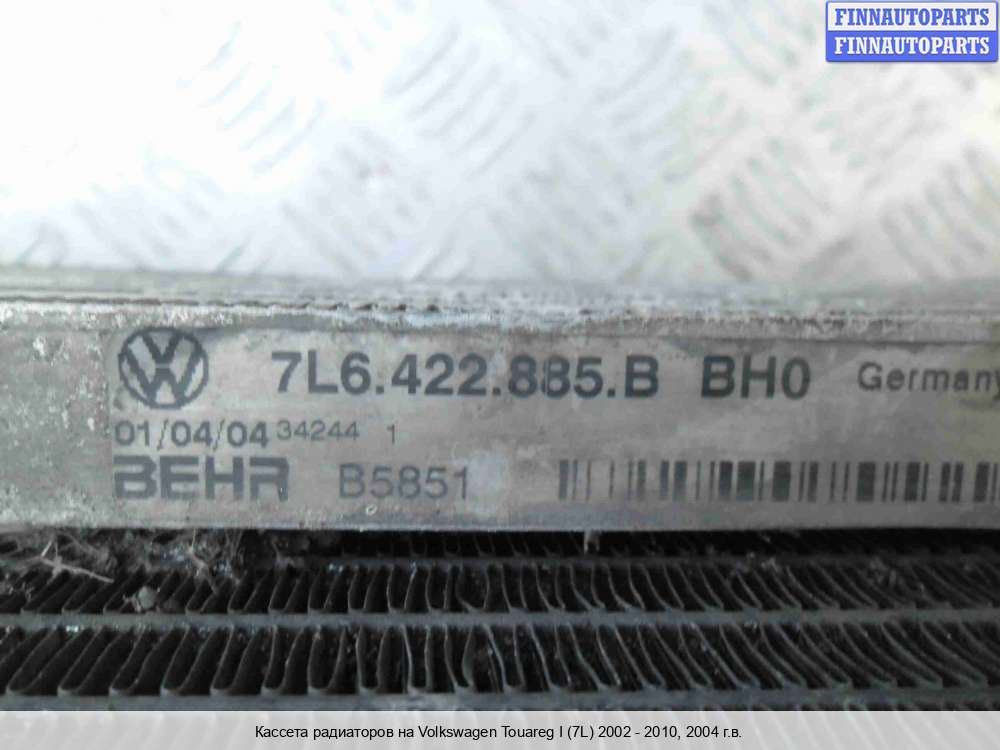 FINNAUTOPARTS
FINNAUTOPARTS
7L6.422.885.B BH0 Germany
01/04/04 34244 1
BEHR B5851
Кассета радиаторов на Volkswagen Touareg I (7L) 2002 - 2010, 2004 г.в.